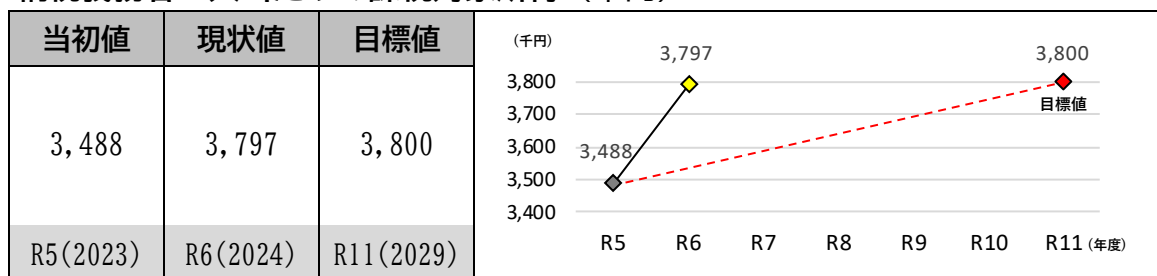 当初値 現状値 目標値
3,488 3,797 3,800
R5(2023) R6(2024) R11(2029)
(千円)
3,797 3,800
3,800
3,700
3,600
3,500
3,400
3,488
目標値
R5 R6 R7 R8 R9 R10 R11 (年度)